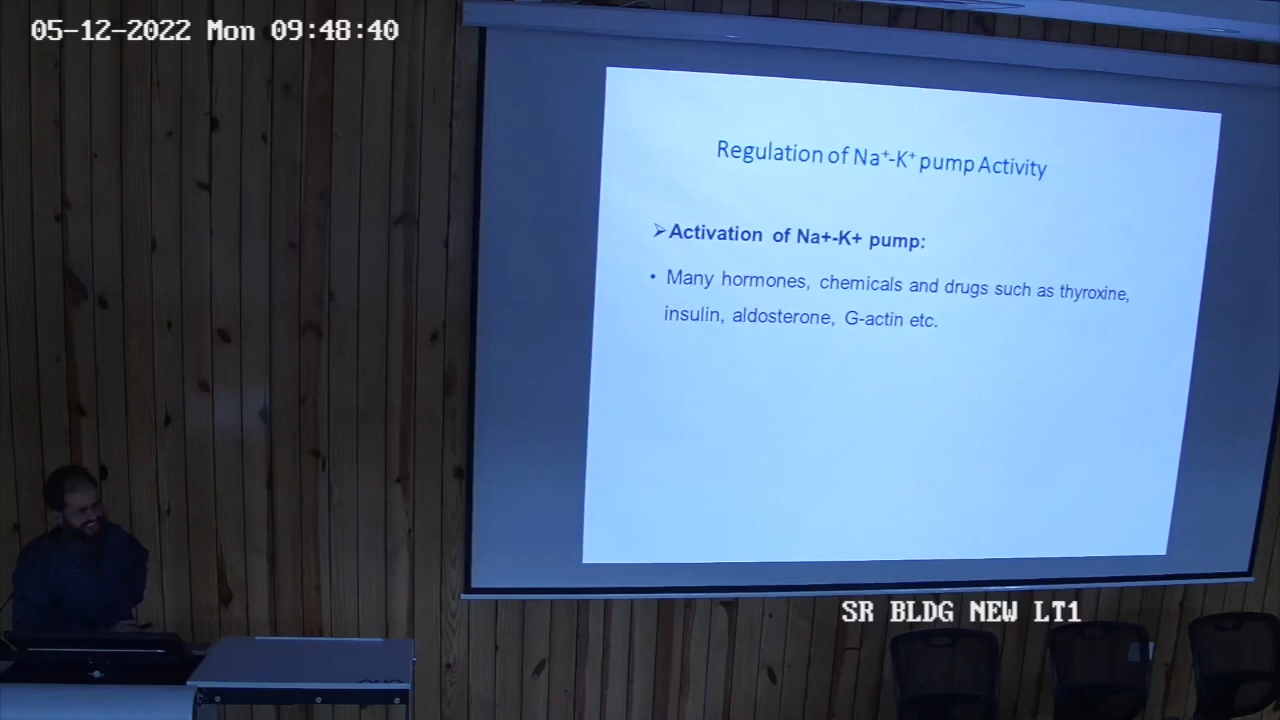 05-12-2022 Mon 09:48:40
Regulation of Na⁺-K⁺ pump Activity
➢Activation of Na+-K+ pump:
• Many hormones, chemicals and drugs such as thyroxine,
insulin, aldosterone, G-actin etc.
SR BLDG NEW LT1